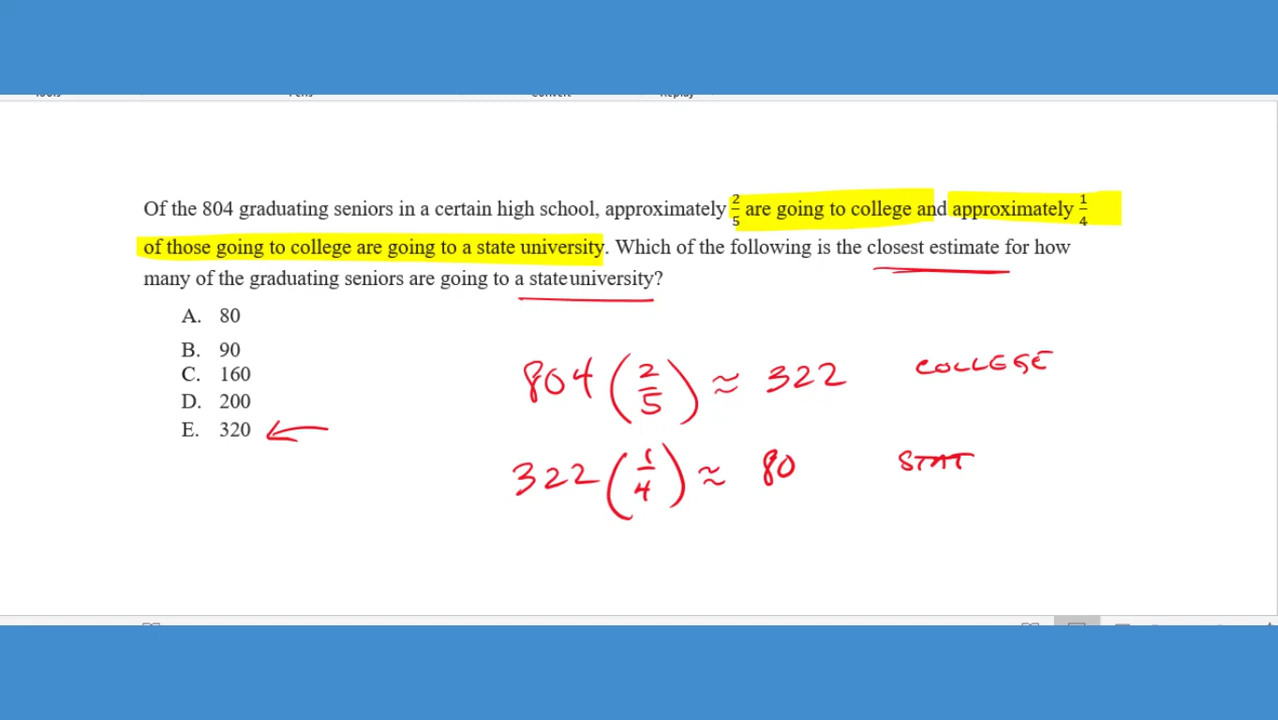 Of the 804 graduating seniors in a certain high school, approximately 2/5 are going to college and approximately 1/4
of those going to college are going to a state university. Which of the following is the closest estimate for how
many of the graduating seniors are going to a state university?
A. 80
B. 90
C. 160
D. 200
E. 320
804 (2/5) ≈ 322 COLLEGE
322 (1/4) ≈ 80 STAT